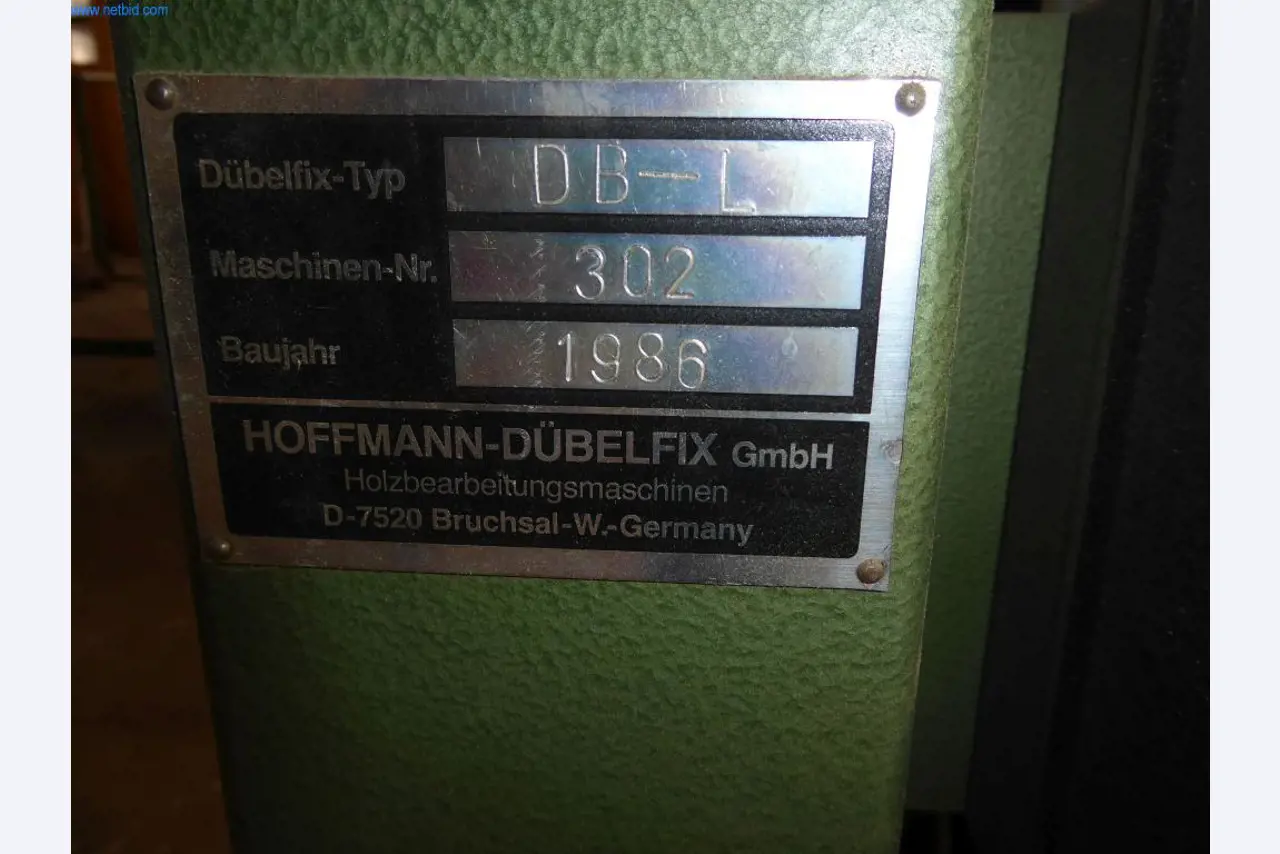 www.netbid.com
Dübelfix-Typ DB-L
Maschinen-Nr. 302
Baujahr 1986
HOFFMANN-DÜBELFIX GmbH
Holzbearbeitungsmaschinen
D-7520 Bruchsal-W.-Germany